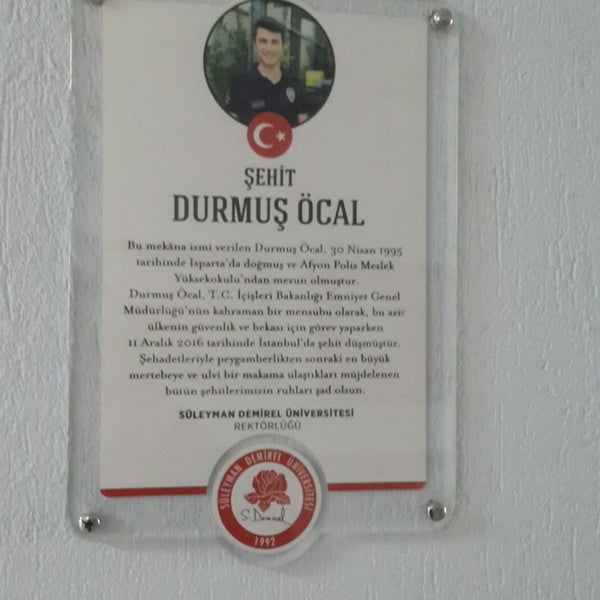 ŞEHİT
DURMUŞ ÖCAL
Bu mekâna ismi verilen Durmuş Öcal, 30 Nisan 1995
tarihinde Isparta'da doğmuş ve Afyon Polis Meslek
Yüksekokulu'ndan mezun olmuştur.
Durmuş Öcal, T.C. İçişleri Bakanlığı Emniyet Genel
Müdürlüğü'nün kahraman bir mensubu olarak, bu aziz
ülkenin güvenlik ve bekası için görev yaparken
11 Aralık 2016 tarihinde İstanbul'da şehit düşmüştür.
Şehadetleriyle peygamberlikten sonraki en büyük
mertebeye ve ulvi bir makama ulaştıkları müjdelenen
bütün şehitlerimizin ruhları şad olsun.
SÜLEYMAN DEMİREL ÜNİVERSİTESİ
REKTÖRLÜĞÜ
SÜLEYMAN DEMİREL ÜNİVERSİTESİ
S. Demirel
1992